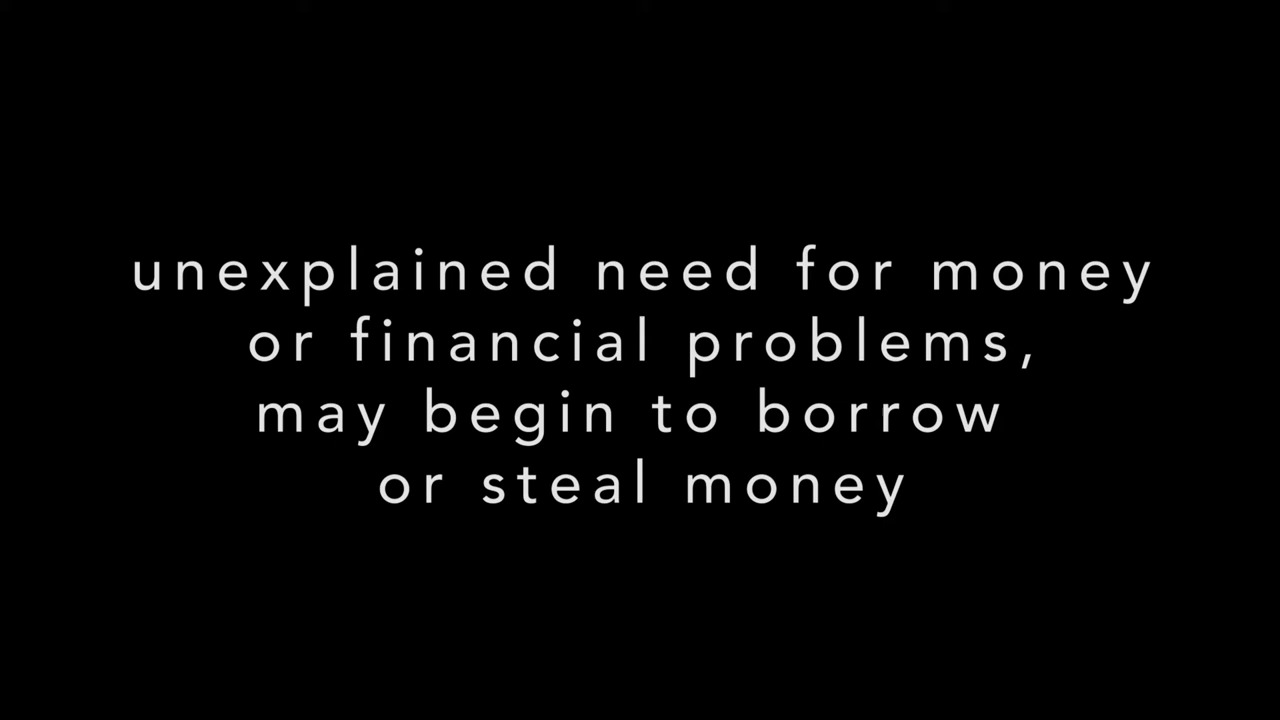 unexplained need for money
or financial problems,
may begin to borrow
or steal money